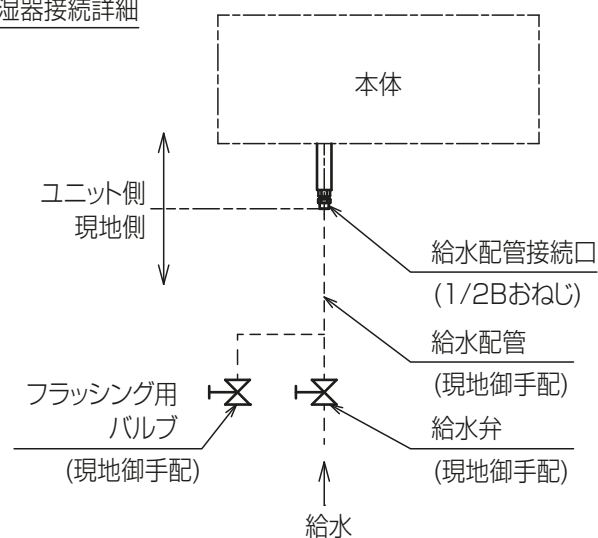 湿器接続詳細
本体
ユニット側
現地側
給水配管接続口
(1/2Bおねじ)
給水配管
(現地御手配)
フラッシング用
バルブ
(現地御手配)
給水弁
(現地御手配)
給水